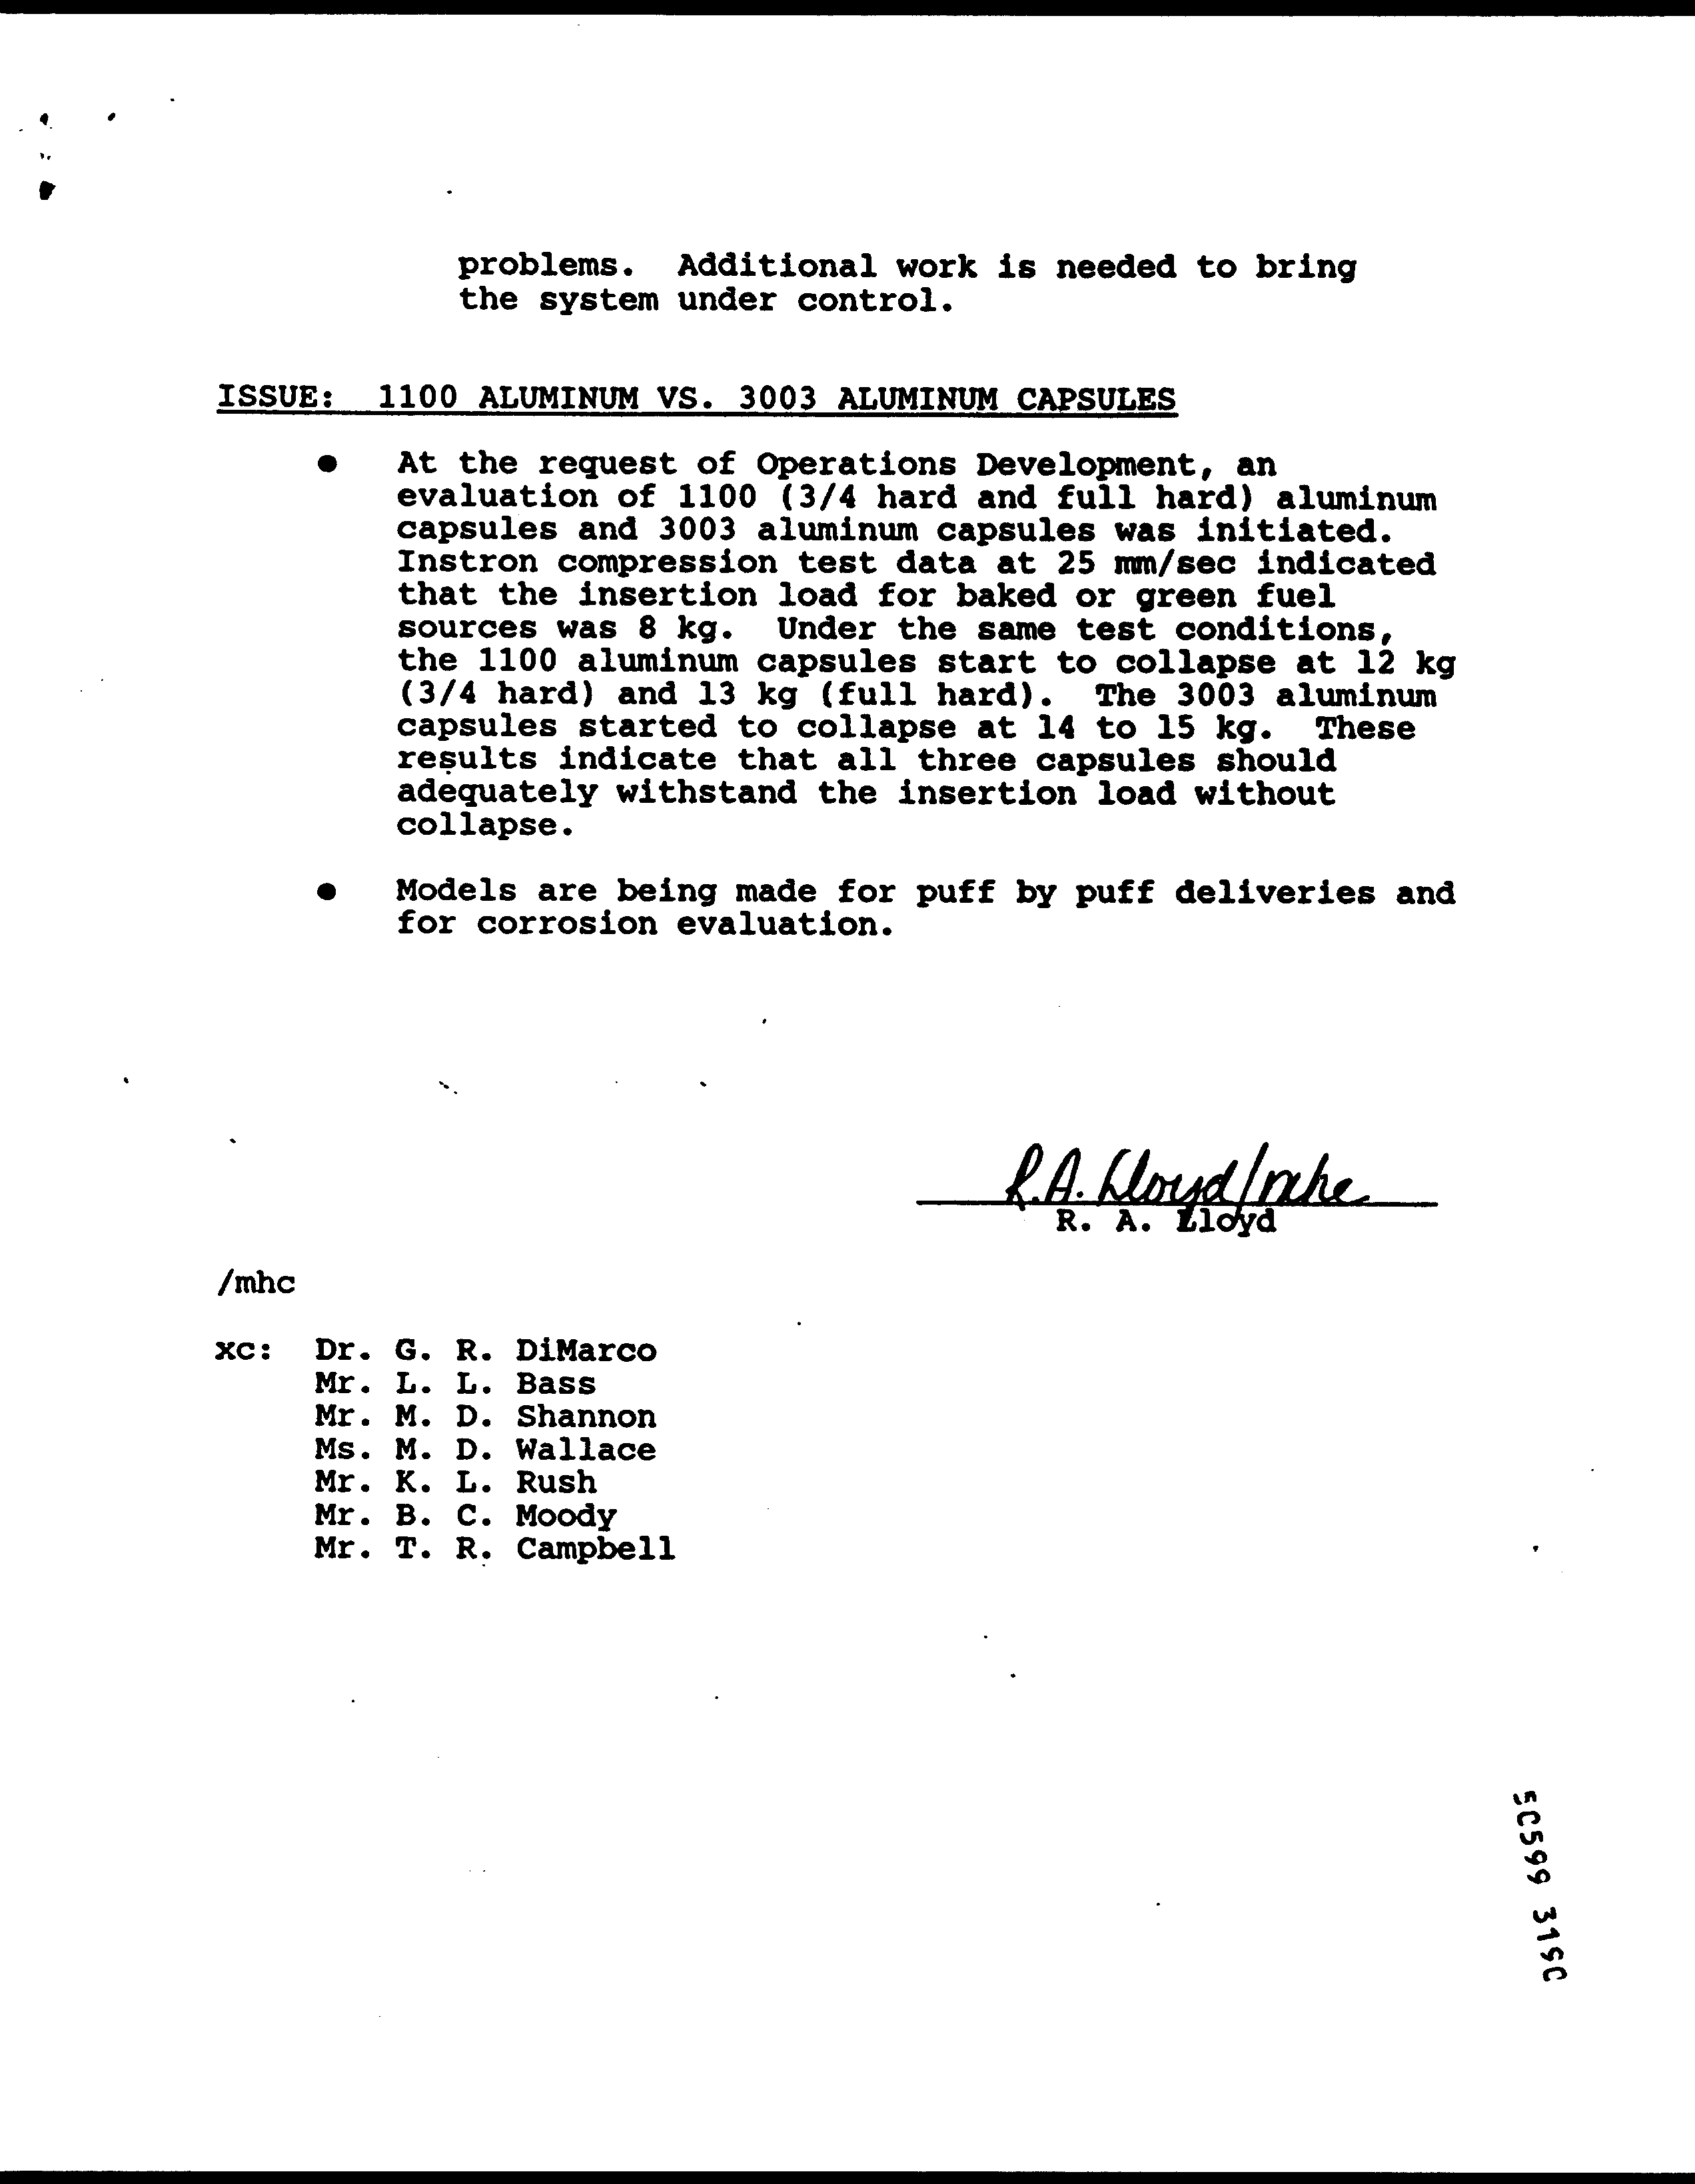 problems. Additional work is needed to bring
the system under control.
ISSUE: 1100 ALUMINUM VS. 3003 ALUMINUM CAPSULES
● At the request of Operations Development, an
evaluation of 1100 (3/4 hard and full hard) aluminum
capsules and 3003 aluminum capsules was initiated.
Instron compression test data at 25 mm/sec indicated
that the insertion load for baked or green fuel
sources was 8 kg. Under the same test conditions,
the 1100 aluminum capsules start to collapse at 12 kg
(3/4 hard) and 13 kg (full hard). The 3003 aluminum
capsules started to collapse at 14 to 15 kg. These
results indicate that all three capsules should
adequately withstand the insertion load without
collapse.
● Models are being made for puff by puff deliveries and
for corrosion evaluation.
R.A. Lloyd/mhc
R. A. Lloyd
/mhc
xc: Dr. G. R. DiMarco
Mr. L. L. Bass
Mr. M. D. Shannon
Ms. M. D. Wallace
Mr. K. L. Rush
Mr. B. C. Moody
Mr. T. R. Campbell